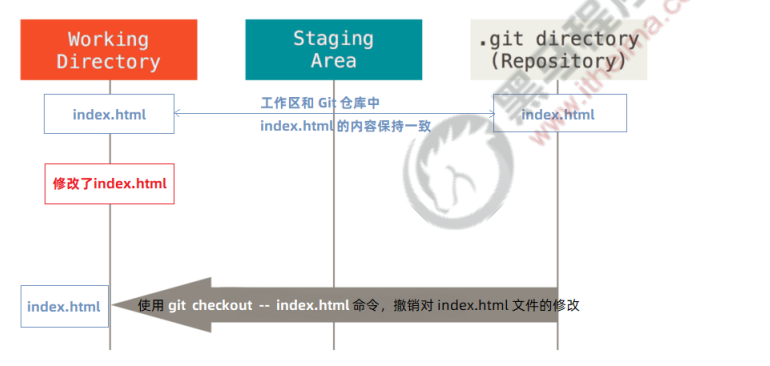 Working
Directory
Staging
Area
.git directory
(Repository)
index.html
工作区和 Git 仓库中
index.html 的内容保持一致
index.html
修改了index.html
index.html
使用 git checkout -- index.html 命令，撤销对 index.html 文件的修改
黑马程序
www.itheima.co